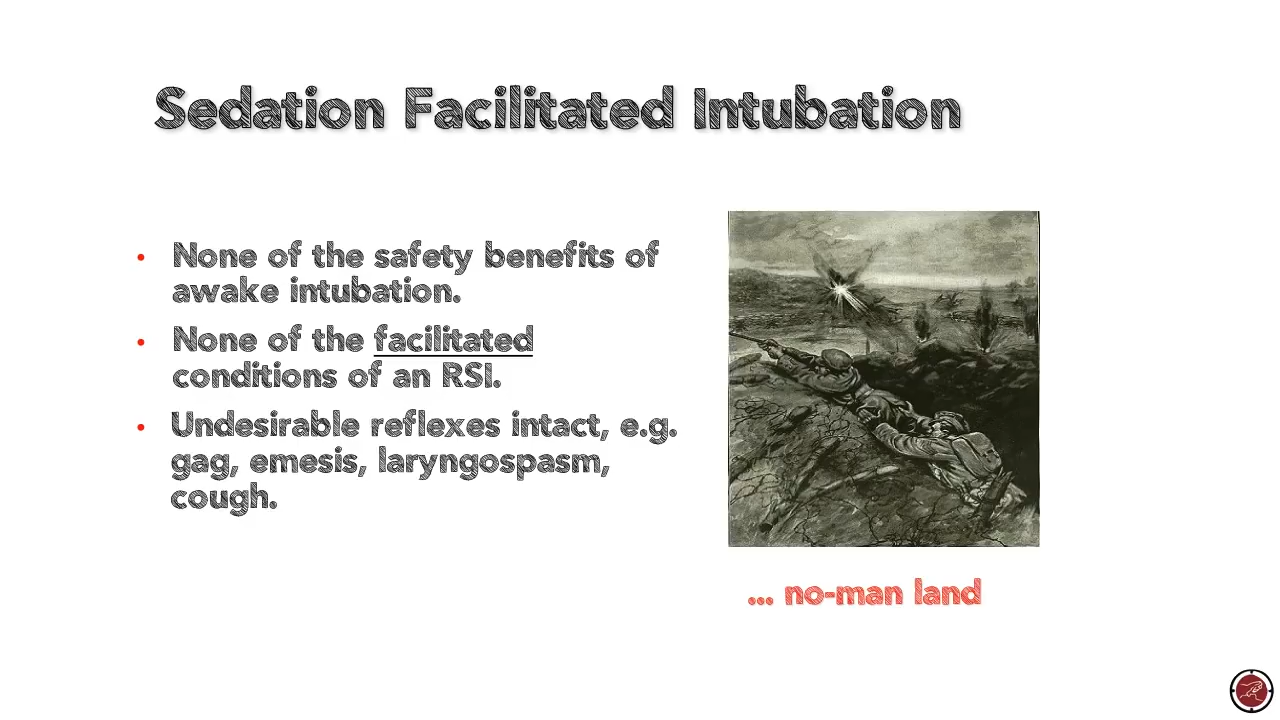 Sedation Facilitated Intubation
• None of the safety benefits of
awake intubation.
• None of the facilitated
conditions of an RSI.
• Undesirable reflexes intact, e.g.
gag, emesis, laryngospasm,
cough.
... no-man land